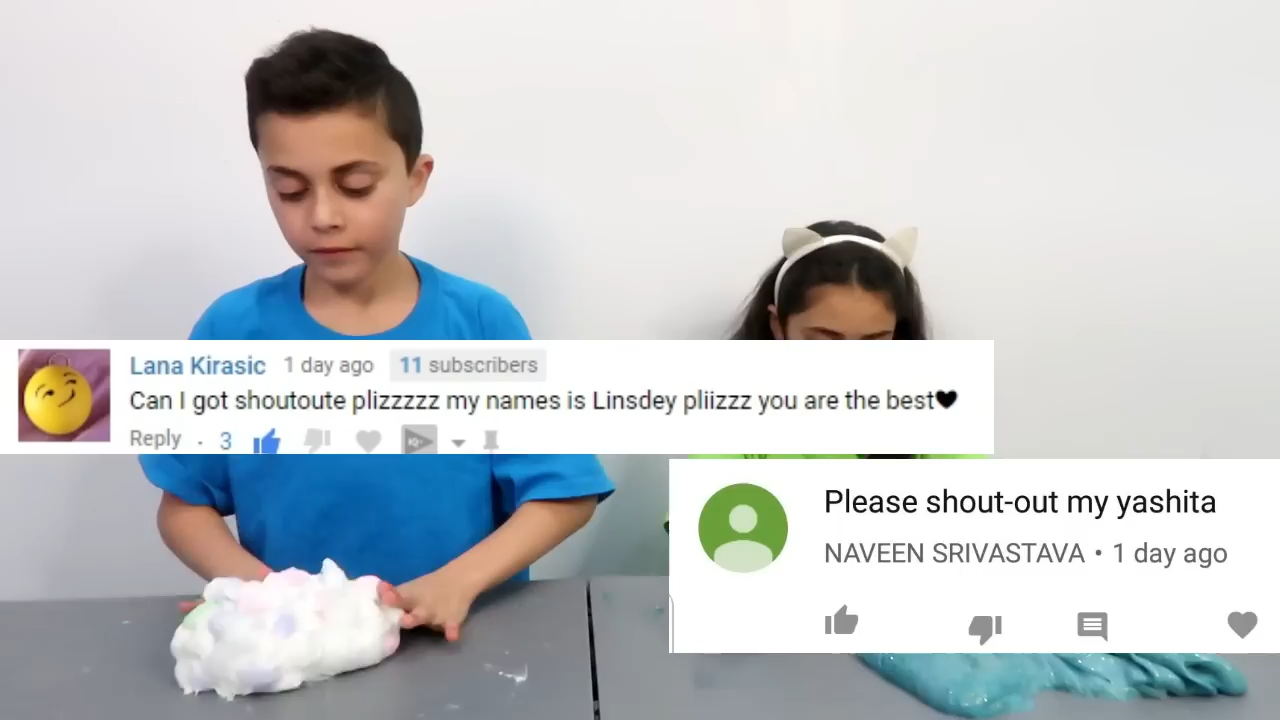 Lana Kirasic 1 day ago 11 subscribers
Can I got shoutoute plizzzzz my names is Linsdey pliizzz you are the best🖤
Reply · 3
Please shout-out my yashita
NAVEEN SRIVASTAVA • 1 day ago